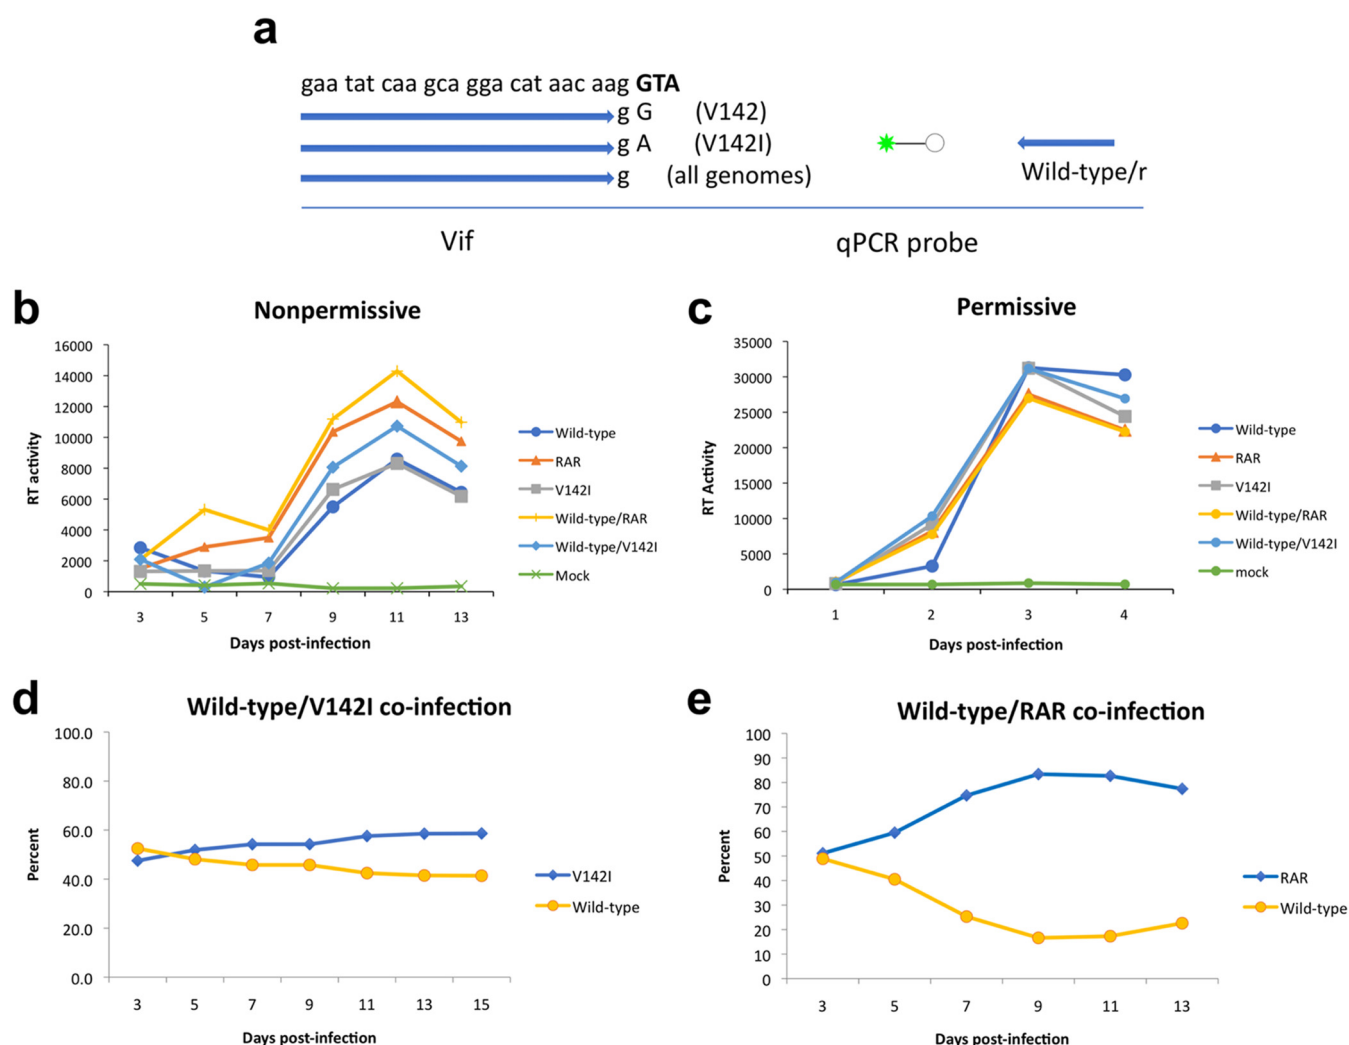 a
gaa tat caa gca gga cat aac aag GTA
g G (V142)
g A (V142I)
g (all genomes)
Wild-type/r
Vif
qPCR probe
b
Nonpermissive
RT activity
16000
14000
12000
10000
8000
6000
4000
2000
0
3 5 7 9 11 13
Days post-infection
Wild-type
RAR
V142I
Wild-type/RAR
Wild-type/V142I
Mock
c
Permissive
RT Activity
35000
30000
25000
20000
15000
10000
5000
0
1 2 3 4
Days post-infection
Wild-type
RAR
V142I
Wild-type/RAR
Wild-type/V142I
mock
d
Wild-type/V142I co-infection
Percent
100.0
80.0
60.0
40.0
20.0
0.0
3 5 7 9 11 13 15
Days post-infection
V142I
Wild-type
e
Wild-type/RAR co-infection
Percent
100
90
80
70
60
50
40
30
20
10
0
3 5 7 9 11 13
Days post-infection
RAR
Wild-type